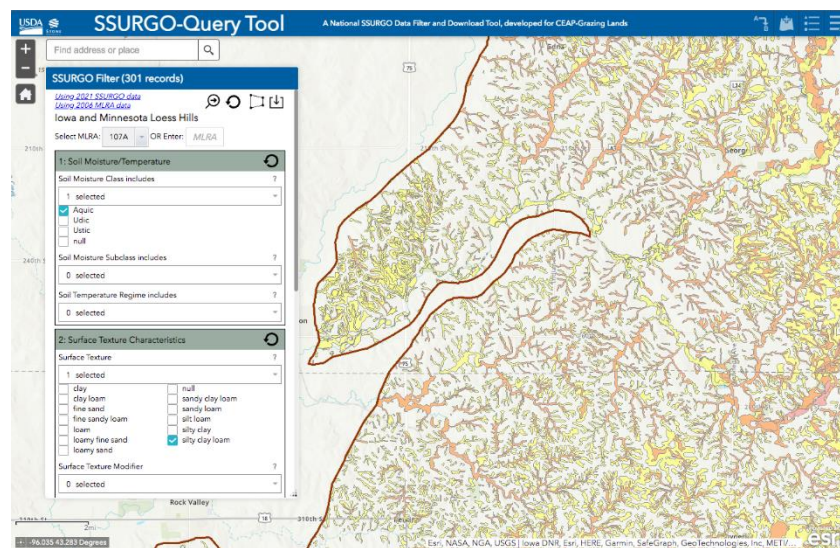 USDA
SSURGO-Query Tool
A National SSURGO Data Filter and Download Tool, developed for CEAP-Grazing Lands
Find address or place
SSURGO Filter (301 records)
Using 2021 SSURGO data
Using 2006 MLRA data
Iowa and Minnesota Loess Hills
Select MLRA: 107A OR Enter: MLRA
1: Soil Moisture/Temperature
Soil Moisture Class includes ?
1 selected
Aquic
Udic
Ustic
null
Soil Moisture Subclass includes ?
0 selected
Soil Temperature Regime includes ?
0 selected
2: Surface Texture Characteristics
Surface Texture ?
1 selected
clay
clay loam
fine sand
fine sandy loam
loam
loamy fine sand
loamy sand
null
sandy clay loam
sandy loam
silt loam
silty clay
silty clay loam
Surface Texture Modifier ?
0 selected
75
Rock Valley
18
2mi
-96.035 43.283 Degrees
Esri, NASA, NGA, USGS | Iowa DNR, Esri, HERE, Garmin, SafeGraph, GeoTechnologies, Inc, METI/...
esri